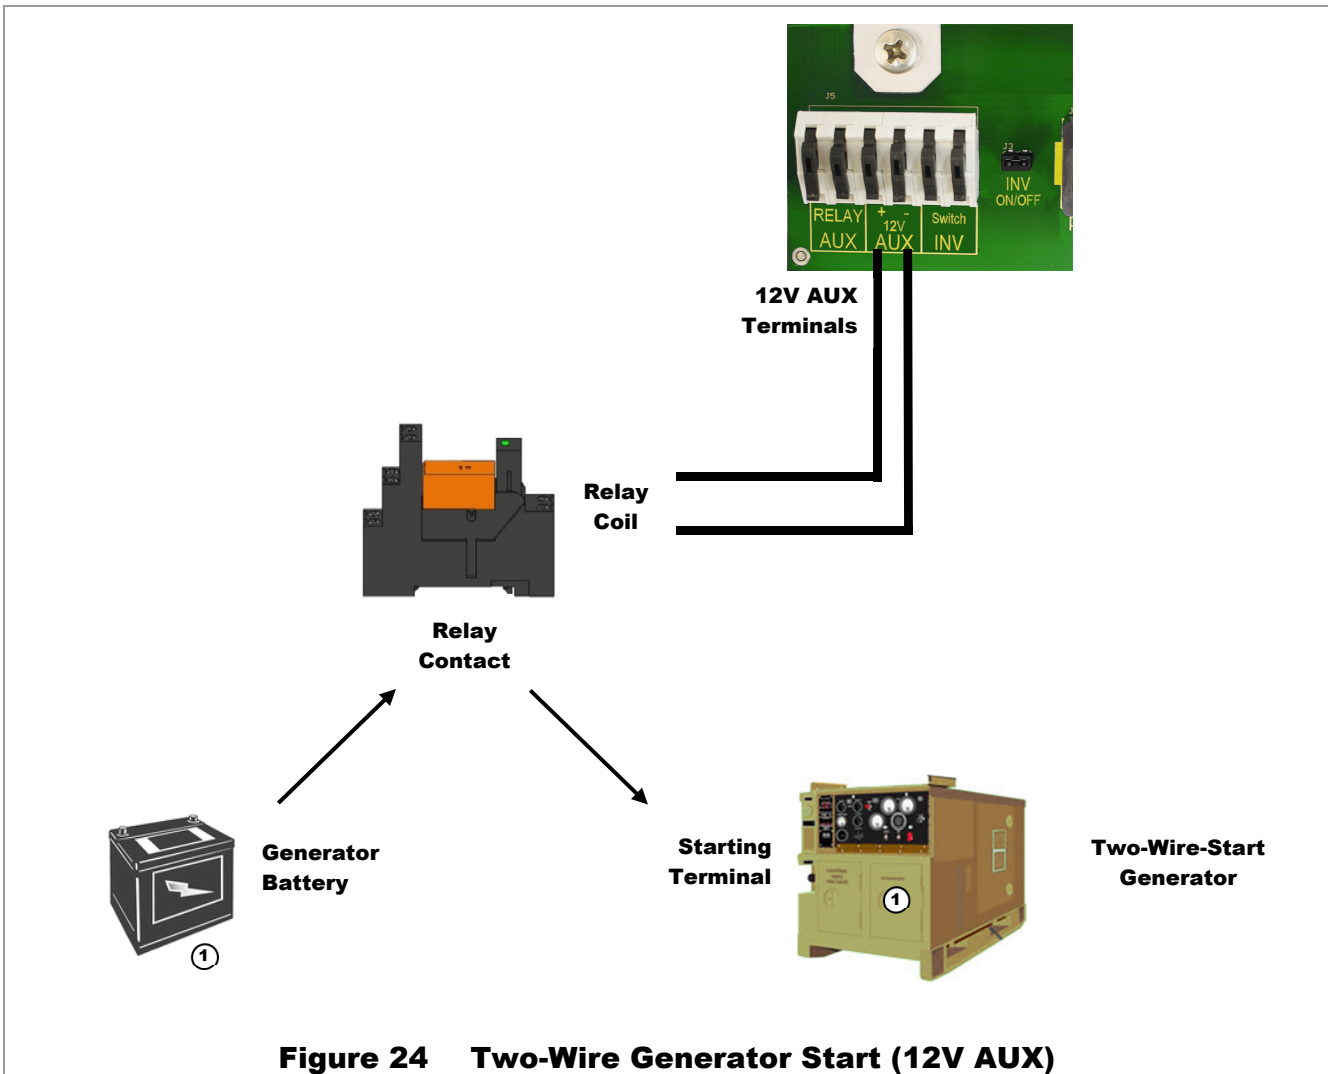 J5
J3
INV
ON/OFF
RELAY
AUX
+ -
12V
AUX
Switch
INV
12V AUX
Terminals
Relay
Coil
Relay
Contact
Generator
Battery
1
Starting
Terminal
1
Two-Wire-Start
Generator
Figure 24 Two-Wire Generator Start (12V AUX)